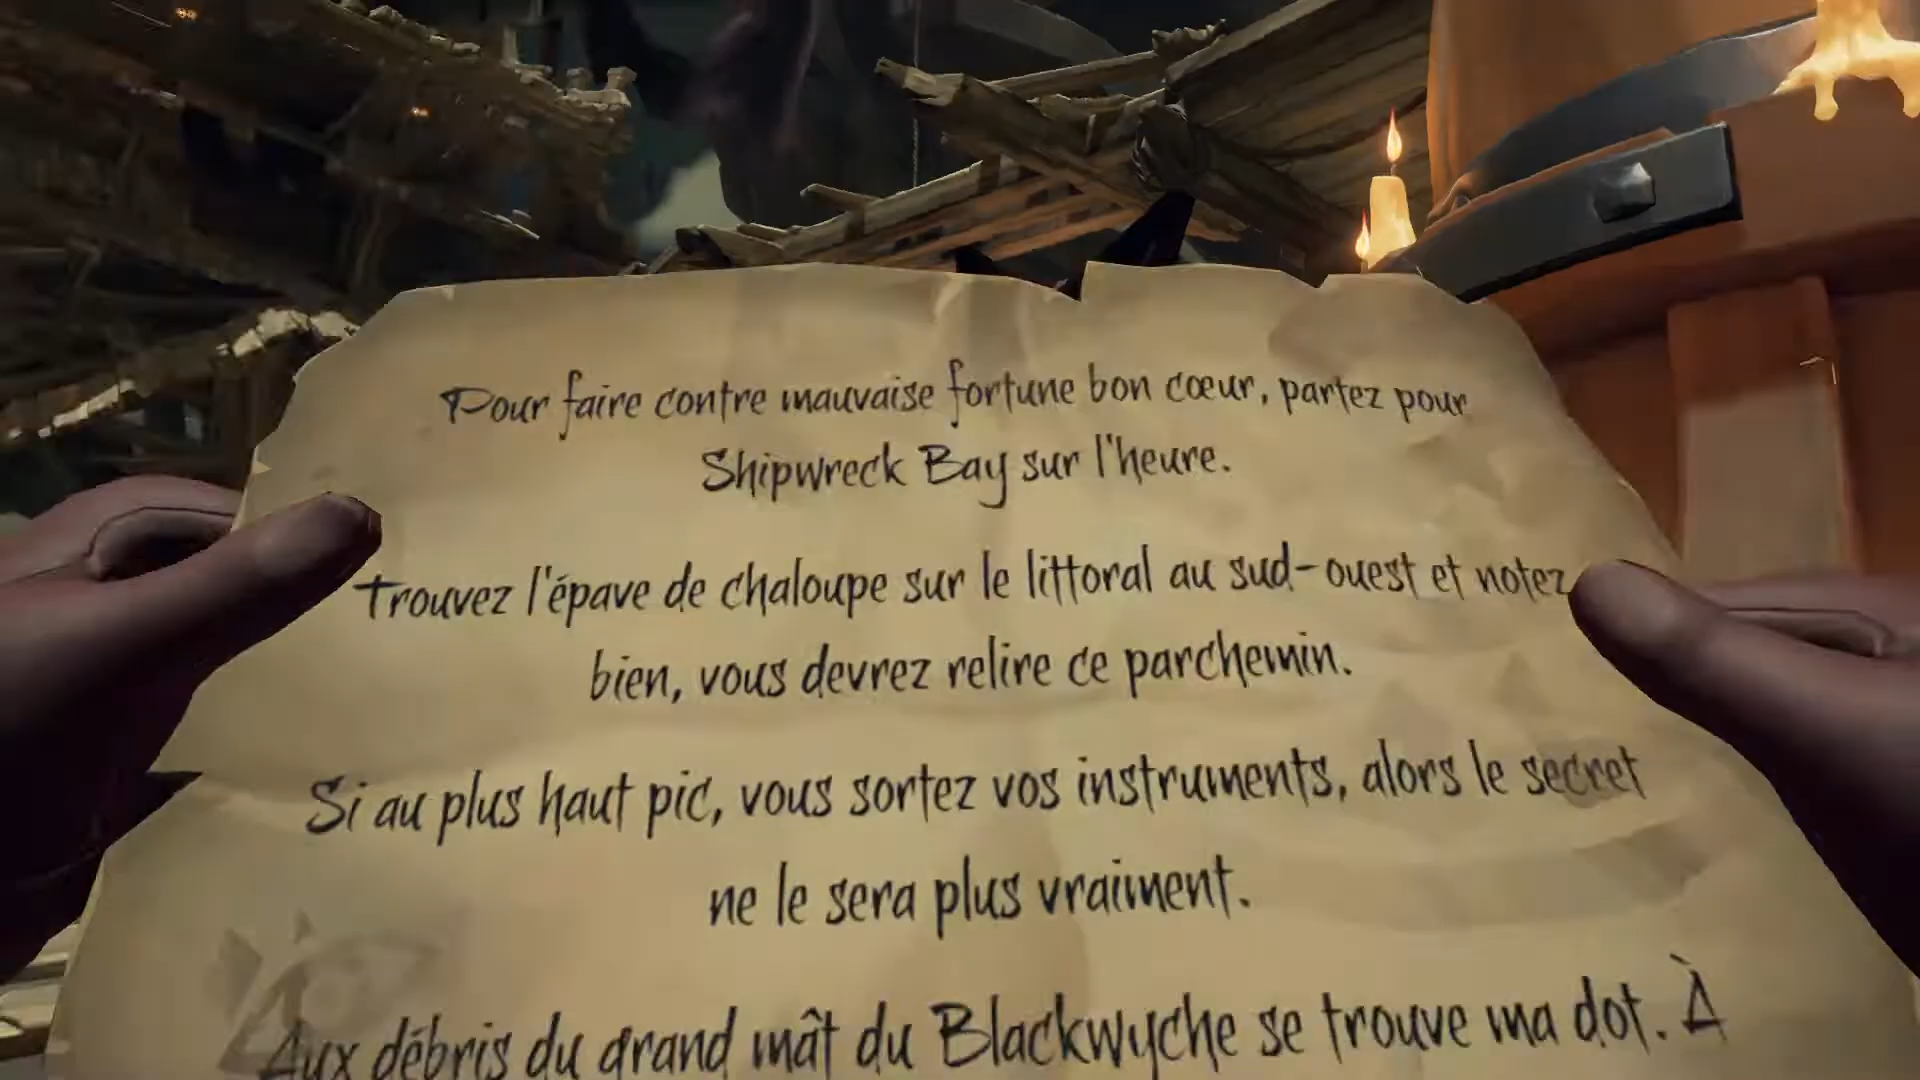 Pour faire contre mauvaise fortune bon cœur, partez pour
Shipwreck Bay sur l'heure.
Trouvez l'épave de chaloupe sur le littoral au sud-ouest et notez
bien, vous devrez relire ce parchemin.
Si au plus haut pic, vous sortez vos instruments, alors le secret
ne le sera plus vraiment.
Aux débris du grand mât du Blackwyche se trouve ma dot. À